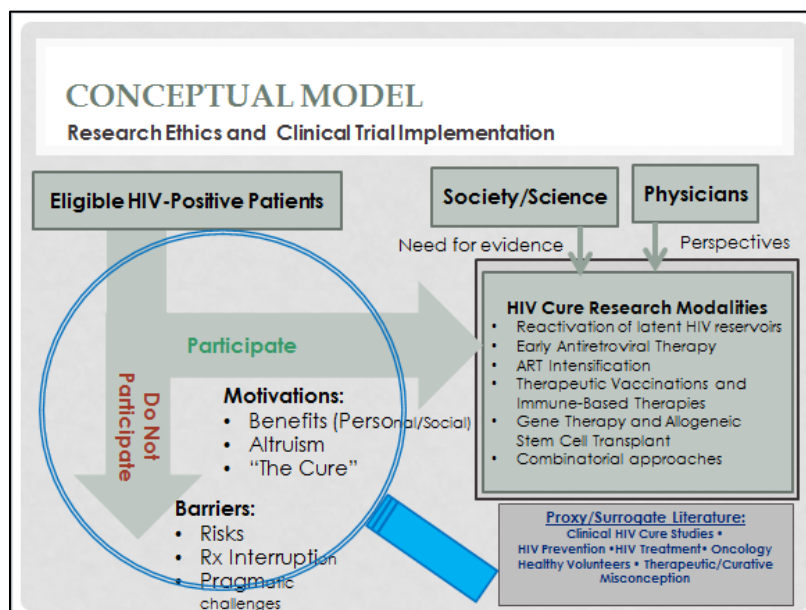 CONCEPTUAL MODEL
Research Ethics and Clinical Trial Implementation
Eligible HIV-Positive Patients
Society/Science
Physicians
Need for evidence
Perspectives
Participate
Do Not
Participate
Motivations:
• Benefits (Personal/Social)
• Altruism
• “The Cure”
Barriers:
• Risks
• Rx Interruption
• Pragmatic
challenges
HIV Cure Research Modalities
• Reactivation of latent HIV reservoirs
• Early Antiretroviral Therapy
• ART Intensification
• Therapeutic Vaccinations and
Immune-Based Therapies
• Gene Therapy and Allogeneic
Stem Cell Transplant
• Combinatorial approaches
Proxy/Surrogate Literature:
Clinical HIV Cure Studies •
HIV Prevention •HIV Treatment• Oncology
Healthy Volunteers • Therapeutic/Curative
Misconception